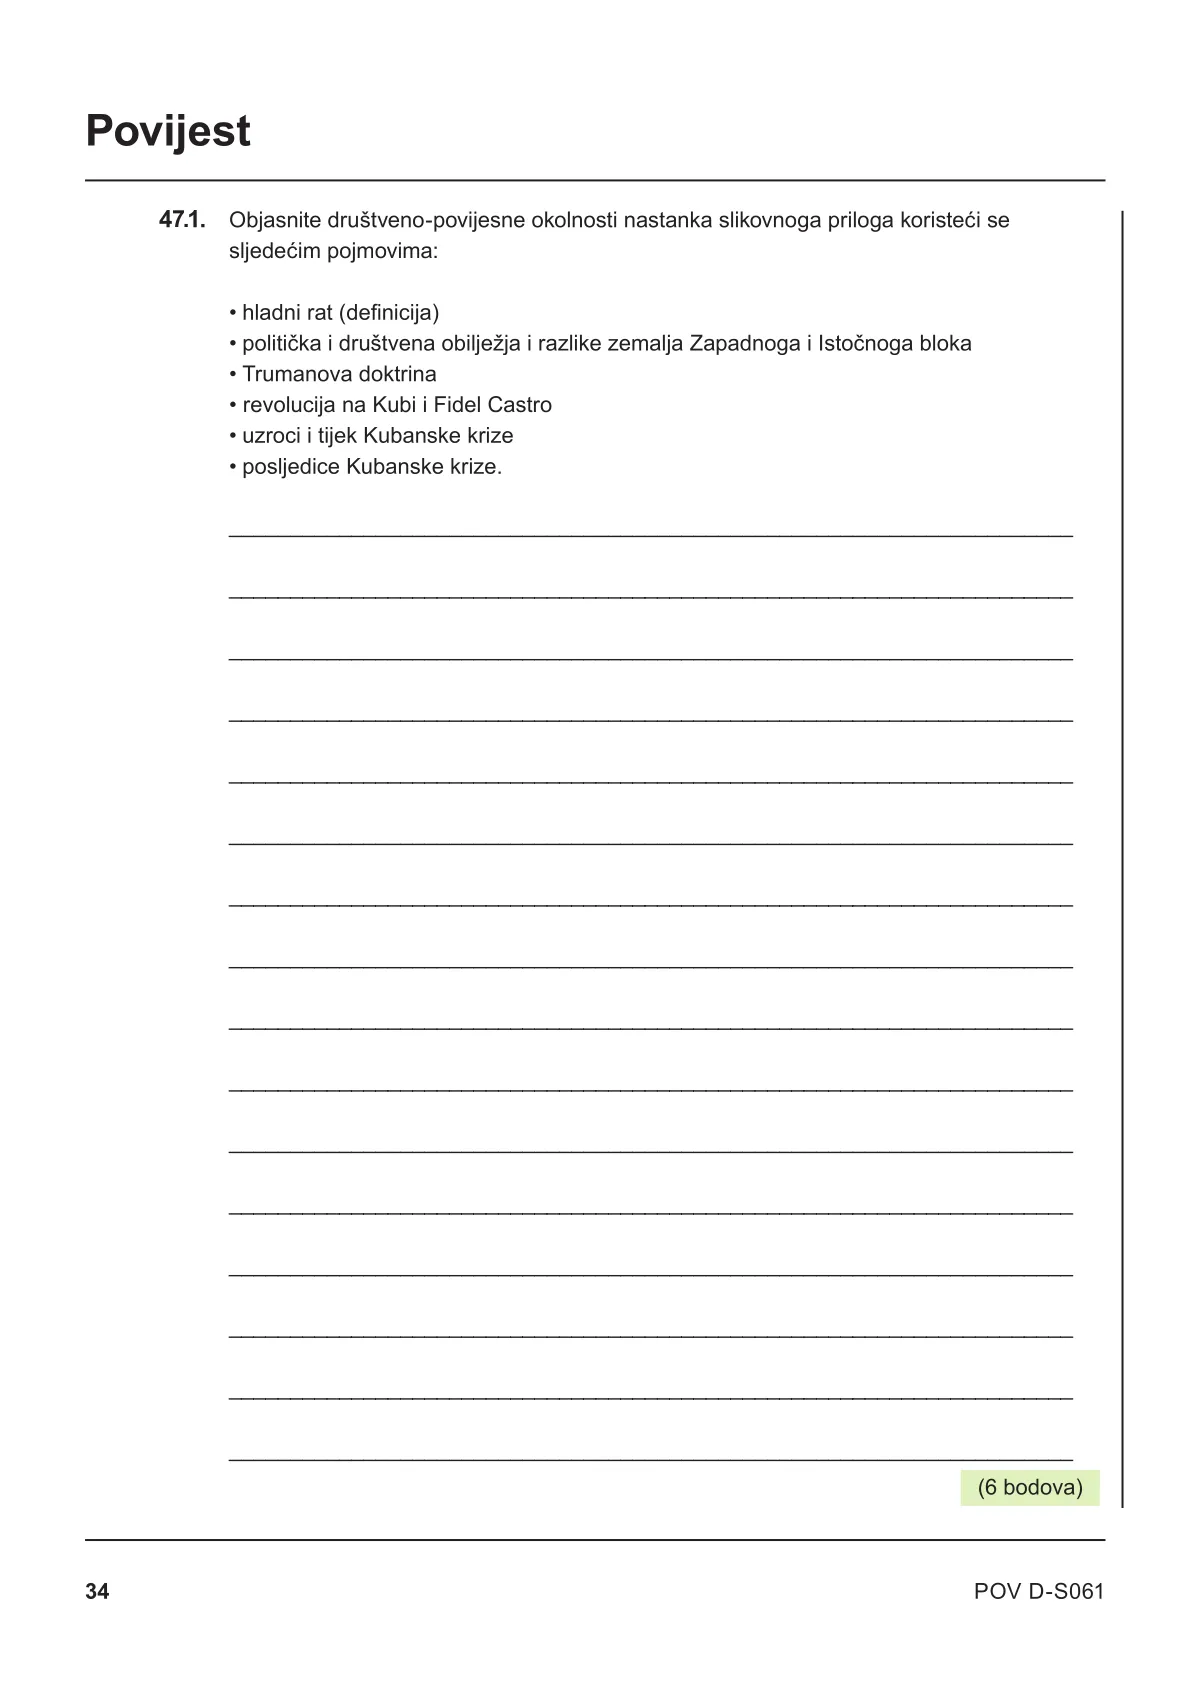 Povijest
47.1. Objasnite društveno-povijesne okolnosti nastanka slikovnoga priloga koristeći se
sljedećim pojmovima:
• hladni rat (definicija)
• politička i društvena obilježja i razlike zemalja Zapadnoga i Istočnoga bloka
• Trumanova doktrina
• revolucija na Kubi i Fidel Castro
• uzroci i tijek Kubanske krize
• posljedice Kubanske krize.
(6 bodova)
34 POV D-S061